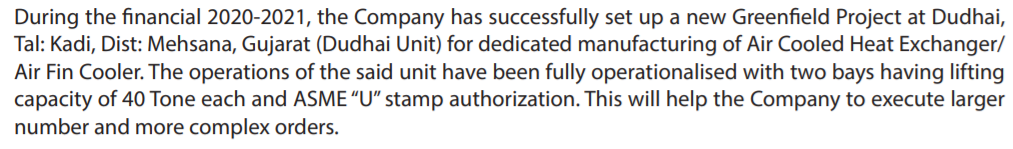 During the financial 2020-2021, the Company has successfully set up a new Greenfield Project at Dudhai,
Tal: Kadi, Dist: Mehsana, Gujarat (Dudhai Unit) for dedicated manufacturing of Air Cooled Heat Exchanger/
Air Fin Cooler. The operations of the said unit have been fully operationalised with two bays having lifting
capacity of 40 Tone each and ASME “U” stamp authorization. This will help the Company to execute larger
number and more complex orders.